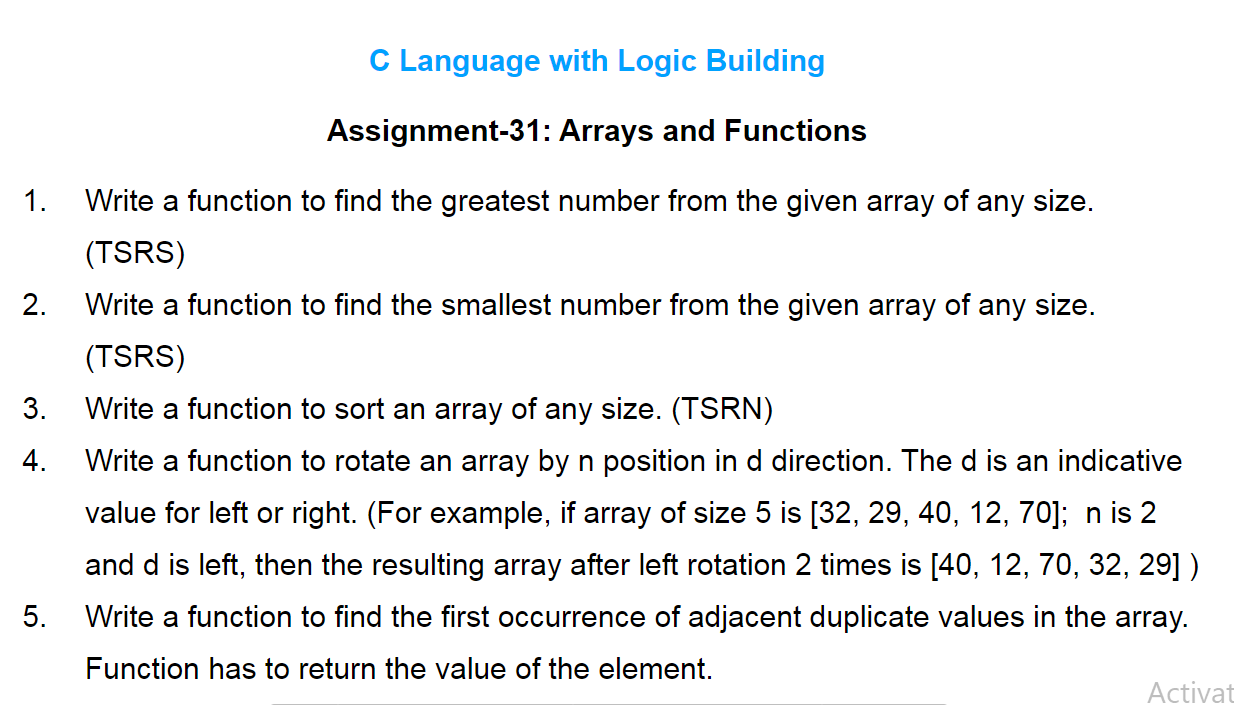 C Language with Logic Building
Assignment-31: Arrays and Functions
1. Write a function to find the greatest number from the given array of any size.
(TSRS)
2. Write a function to find the smallest number from the given array of any size.
(TSRS)
3. Write a function to sort an array of any size. (TSRN)
4. Write a function to rotate an array by n position in d direction. The d is an indicative
value for left or right. (For example, if array of size 5 is [32, 29, 40, 12, 70];  n is 2
and d is left, then the resulting array after left rotation 2 times is [40, 12, 70, 32, 29] )
5. Write a function to find the first occurrence of adjacent duplicate values in the array.
Function has to return the value of the element.
Activat